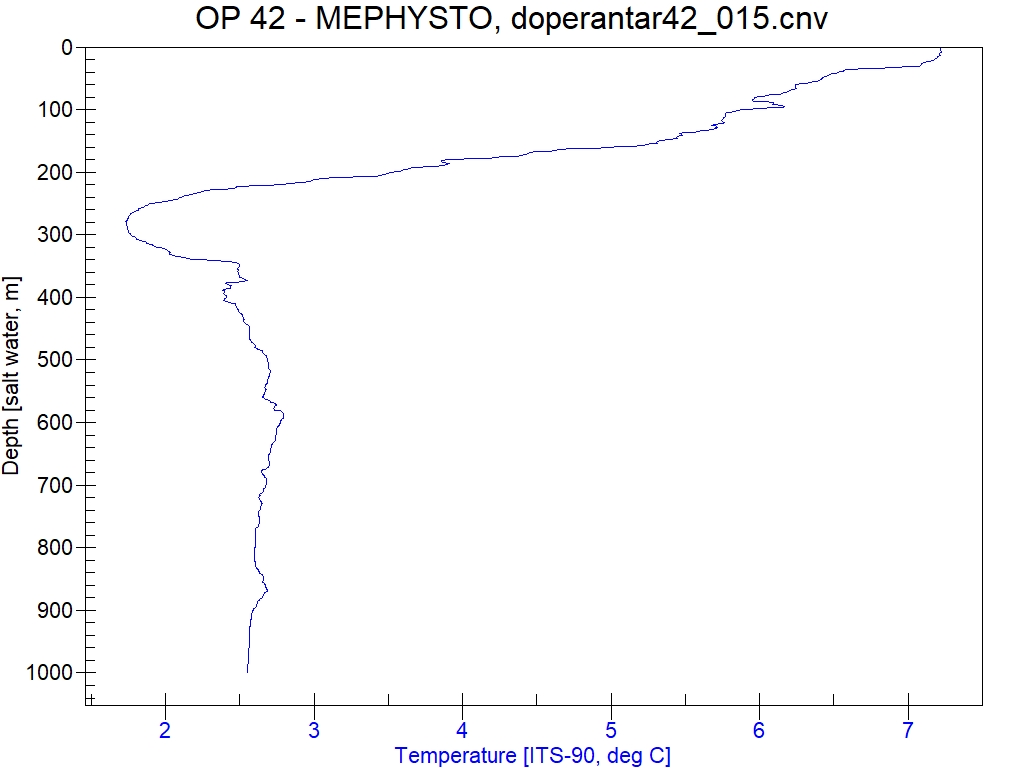 OP 42 - MEPHYSTO, doperantar42_015.cnv
0
100
200
300
400
500
600
700
800
900
1000
Depth [salt water, m]
2 3 4 5 6 7
Temperature [ITS-90, deg C]